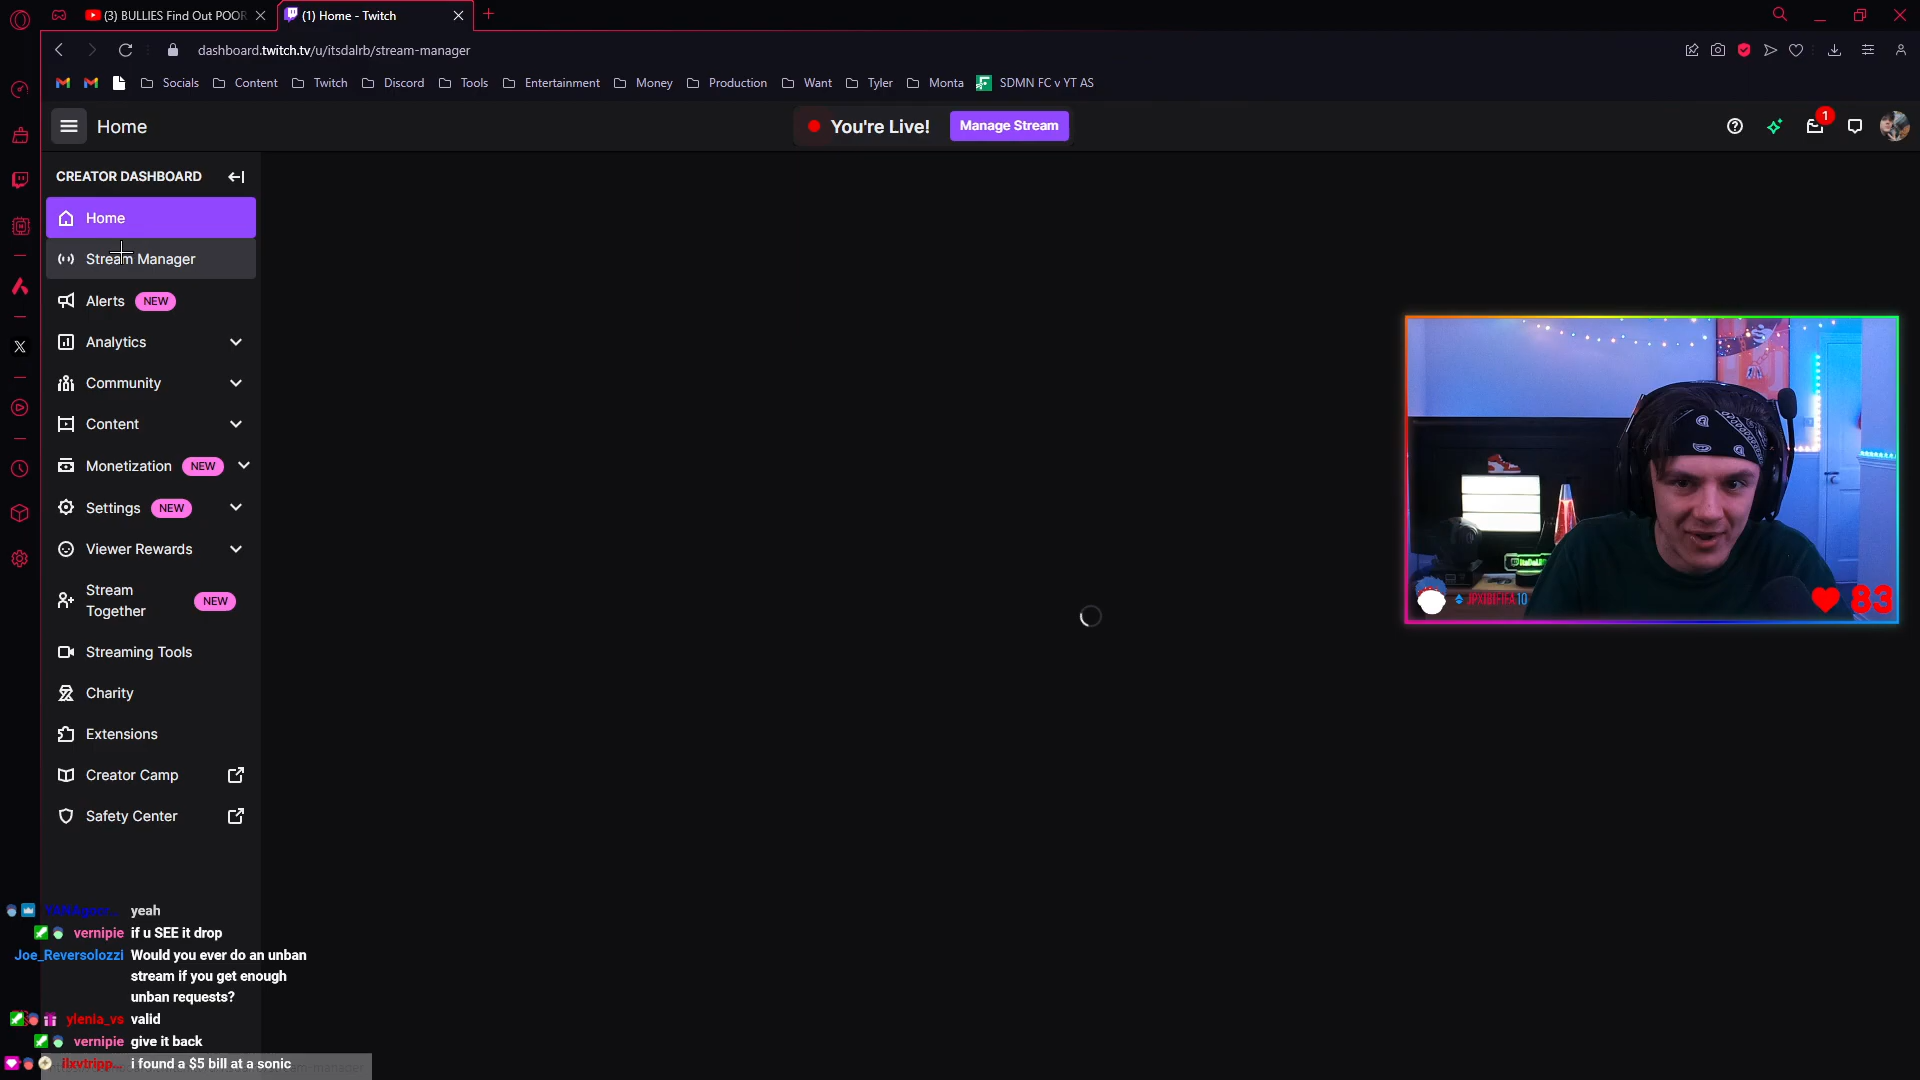 (3) BULLIES Find Out POOR
(1) Home - Twitch
dashboard.twitch.tv/u/itsdalrb/stream-manager
Socials
Content
Twitch
Discord
Tools
Entertainment
Money
Production
Want
Tyler
Monta
SDMN FC v YT AS
Home
You're Live!
Manage Stream
1
CREATOR DASHBOARD
Home
Stream Manager
Alerts NEW
Analytics
Community
Content
Monetization NEW
Settings NEW
Viewer Rewards
Stream
Together
NEW
Streaming Tools
Charity
Extensions
Creator Camp
Safety Center
83
yeah
vernipie if u SEE it drop
Joe_Reversolozzi Would you ever do an unban
stream if you get enough
unban requests?
ylenia_vs valid
vernipie give it back
ilxvtripp... i found a $5 bill at a sonic